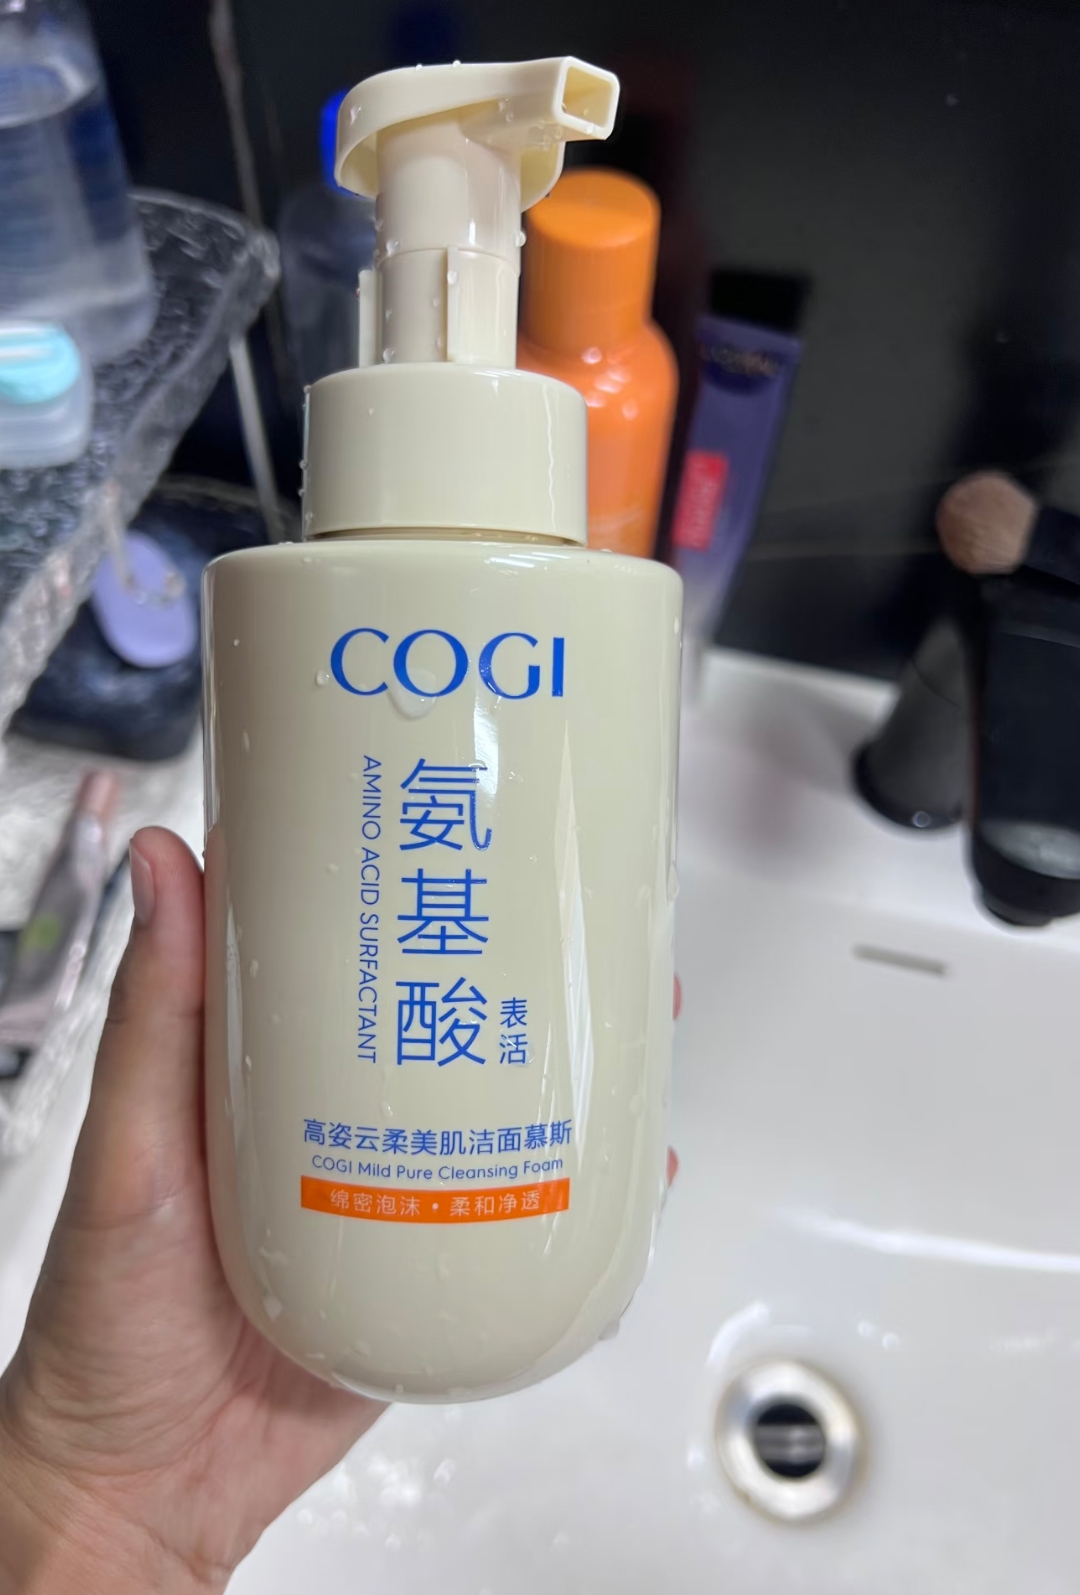 COGI
氨基酸
表活
AMINO ACID SURFACTANT
高姿云柔美肌洁面慕斯
COGI Mild Pure Cleansing Foam
绵密泡沫·柔和净透